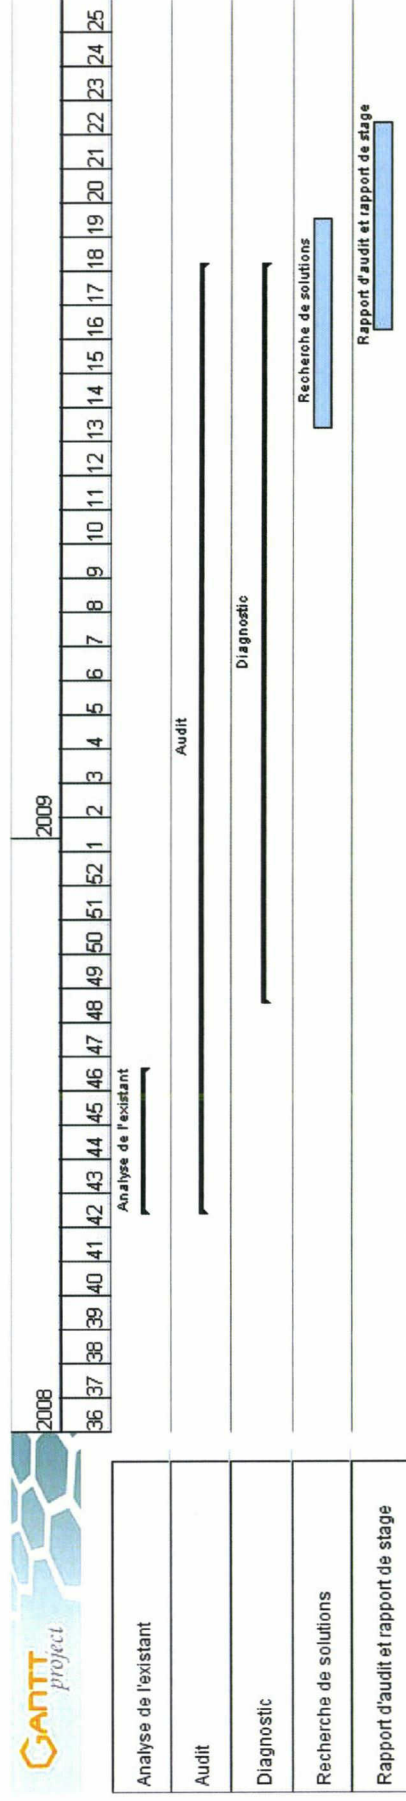 GANTT
project
2008
2009
36 37 38 39 40 41 42 43 44 45 46 47 48 49 50 51 52 1 2 3 4 5 6 7 8 9 10 11 12 13 14 15 16 17 18 19 20 21 22 23 24 25
Analyse de l'existant
Analyse de l'existant
Audit
Audit
Diagnostic
Diagnostic
Recherche de solutions
Recherche de solutions
Rapport d'audit et rapport de stage
Rapport d'audit et rapport de stage